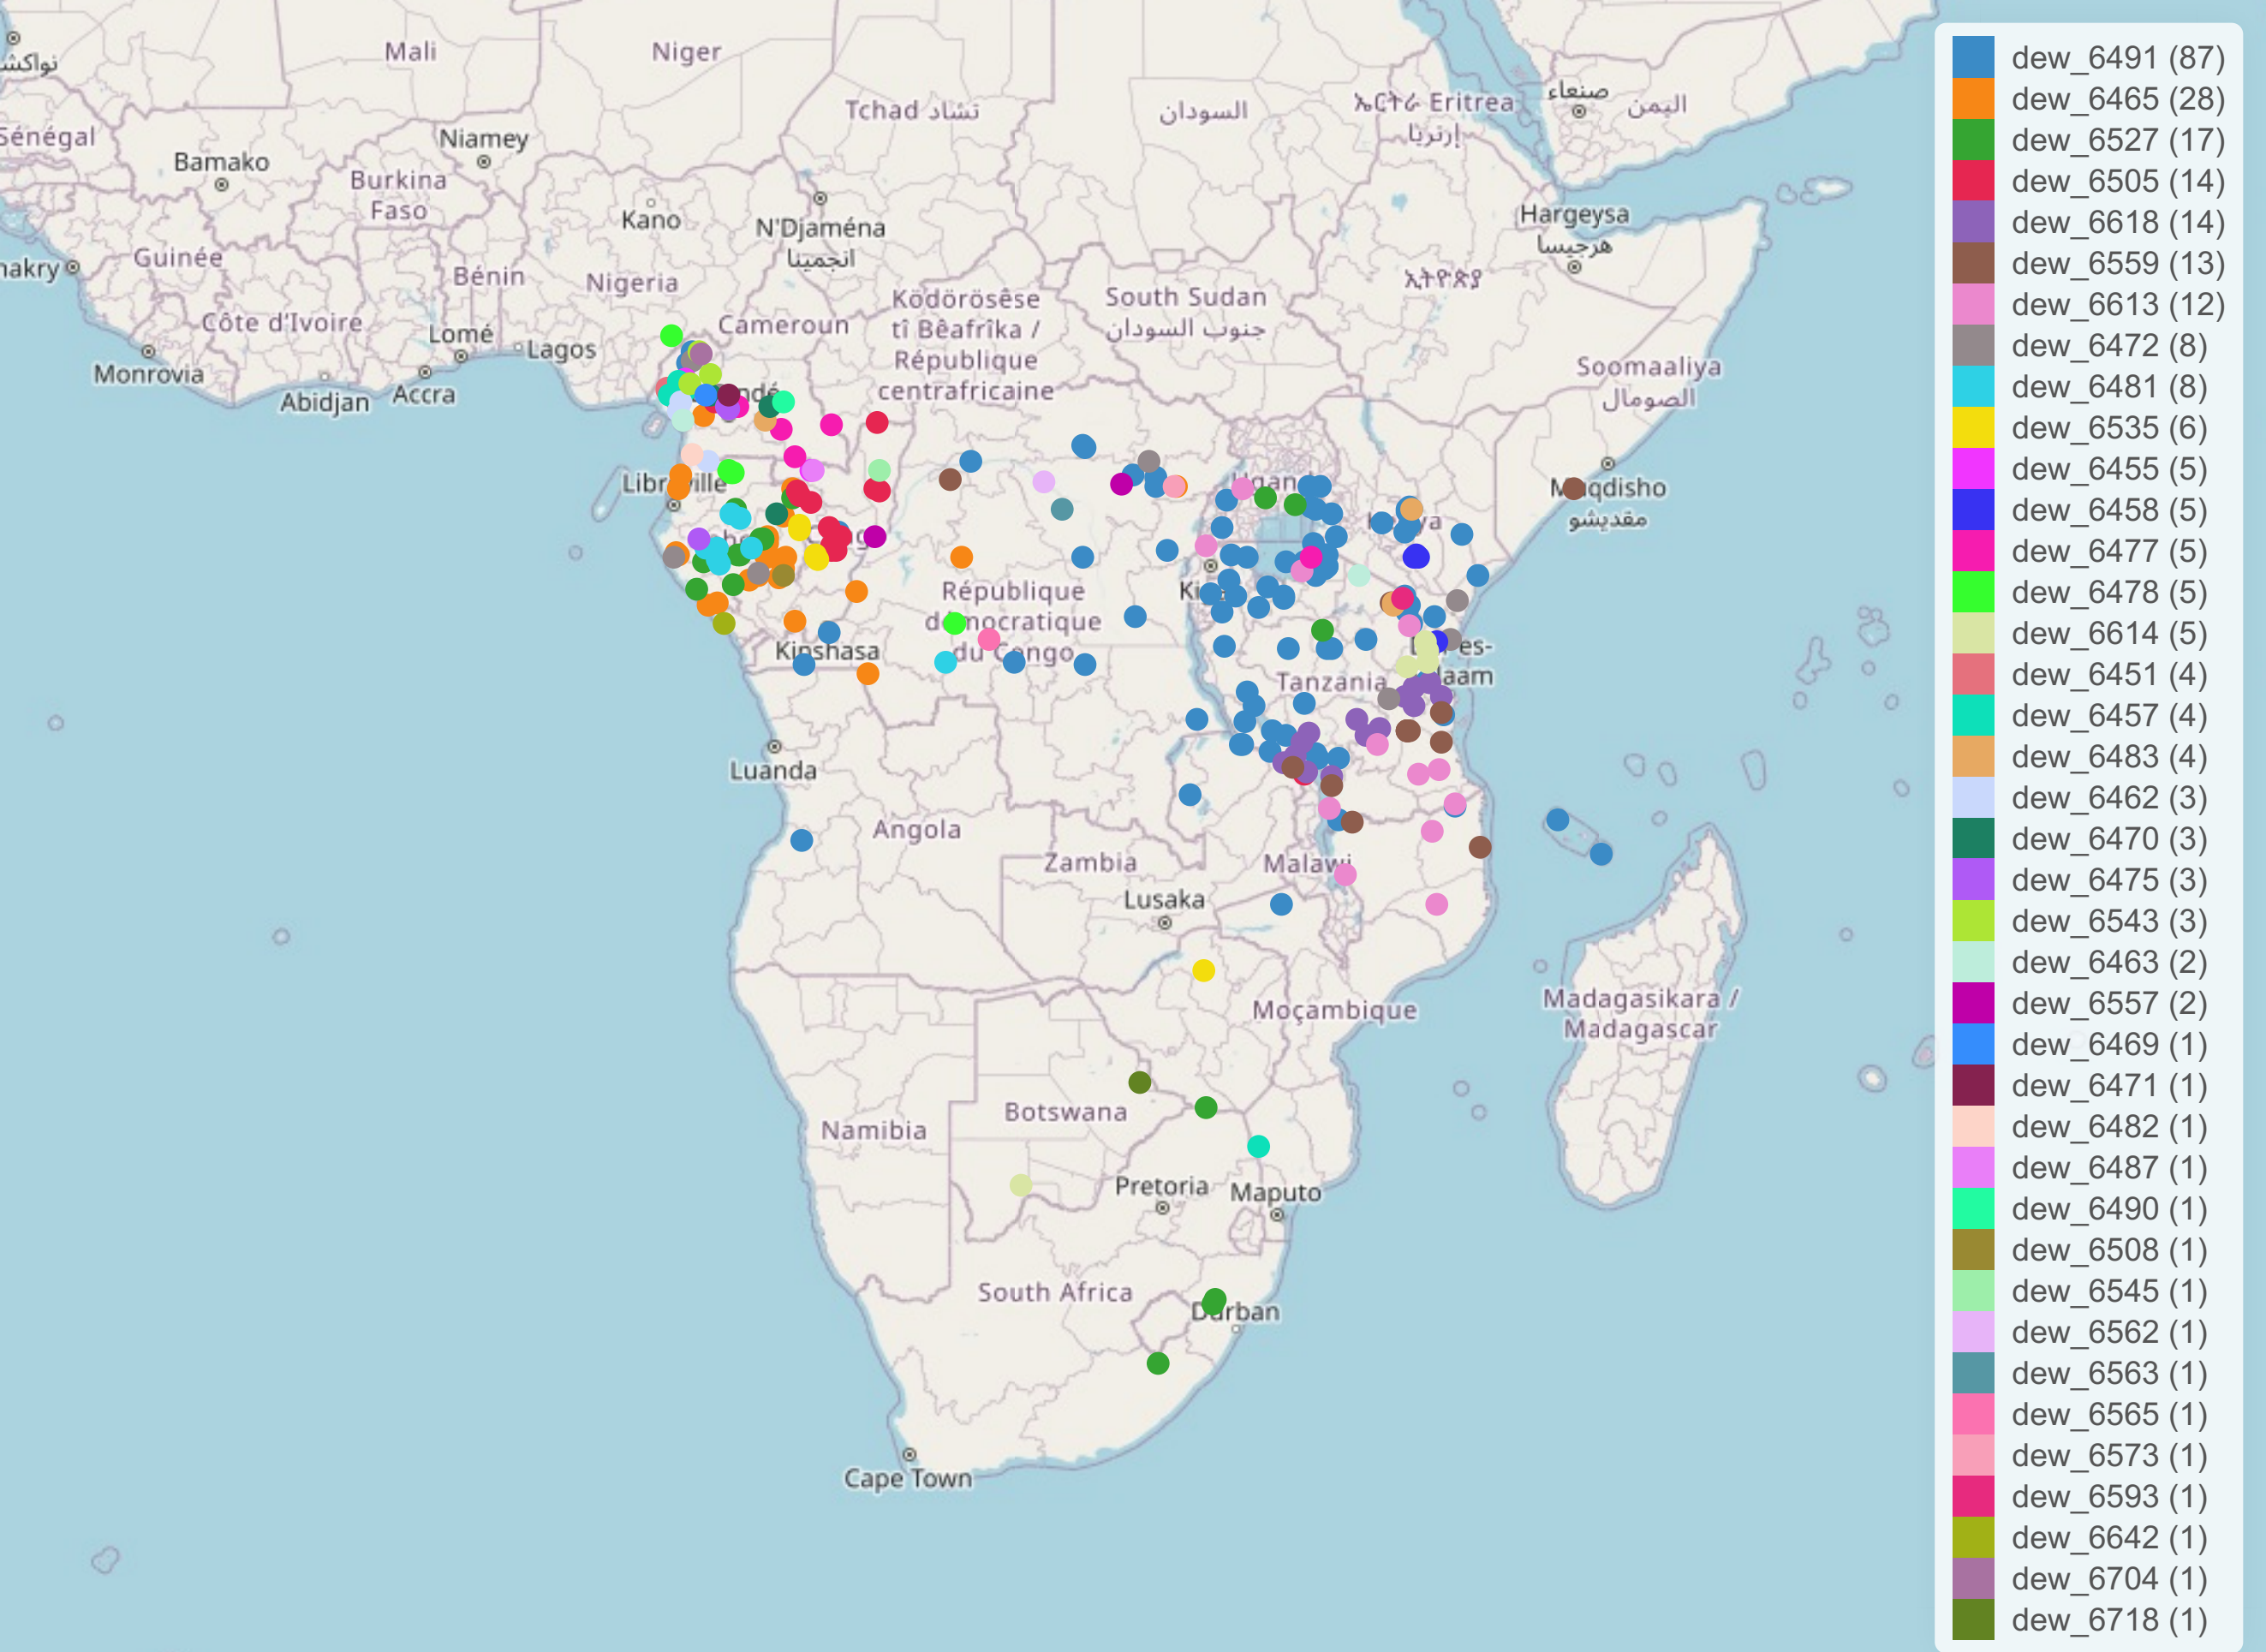 نواكش
Mali
Niger
Tchad تشاد
السودان
ኤርትራ Eritrea
إرتريا
صنعاء
اليمن
Sénégal
Niamey
Bamako
Burkina
Faso
Kano
N'Djaména
انجمينا
Hargeysa
هرجيسا
Guinée
nakry
Bénin
Nigeria
ኢትዮጵያ
Côte d'Ivoire
Lomé
Lagos
Cameroun
Ködörösêse
tî Bêafrîka /
République
centrafricaine
South Sudan
جنوب السودان
Monrovia
Abidjan
Accra
Soomaaliya
الصومال
Muqdisho
مقديشو
République
démocratique
du Congo
Kinshasa
Tanzania
Luanda
Angola
Zambia
Malawi
Lusaka
Moçambique
Madagasikara /
Madagascar
Namibia
Botswana
Pretoria
Maputo
South Africa
Durban
Cape Town
dew_6491 (87)
dew_6465 (28)
dew_6527 (17)
dew_6505 (14)
dew_6618 (14)
dew_6559 (13)
dew_6613 (12)
dew_6472 (8)
dew_6481 (8)
dew_6535 (6)
dew_6455 (5)
dew_6458 (5)
dew_6477 (5)
dew_6478 (5)
dew_6614 (5)
dew_6451 (4)
dew_6457 (4)
dew_6483 (4)
dew_6462 (3)
dew_6470 (3)
dew_6475 (3)
dew_6543 (3)
dew_6463 (2)
dew_6557 (2)
dew_6469 (1)
dew_6471 (1)
dew_6482 (1)
dew_6487 (1)
dew_6490 (1)
dew_6508 (1)
dew_6545 (1)
dew_6562 (1)
dew_6563 (1)
dew_6565 (1)
dew_6573 (1)
dew_6593 (1)
dew_6642 (1)
dew_6704 (1)
dew_6718 (1)